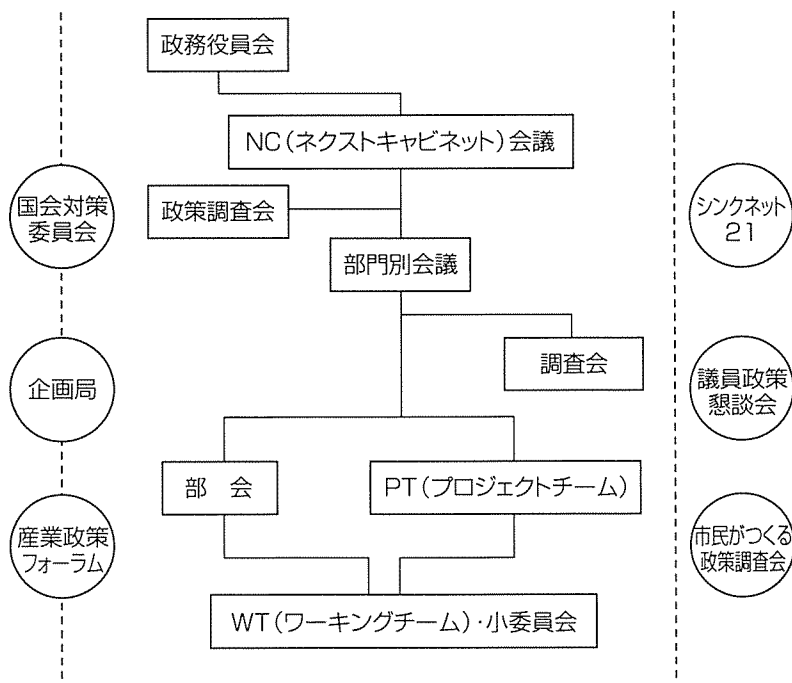 政務役員会
NC(ネクストキャビネット)会議
国会対策
委員会
政策調査会
シンクネット
21
部門別会議
調査会
企画局
議員政策
懇談会
部 会
PT(プロジェクトチーム)
産業政策
フォーラム
市民がつくる
政策調査会
WT(ワーキングチーム)・小委員会